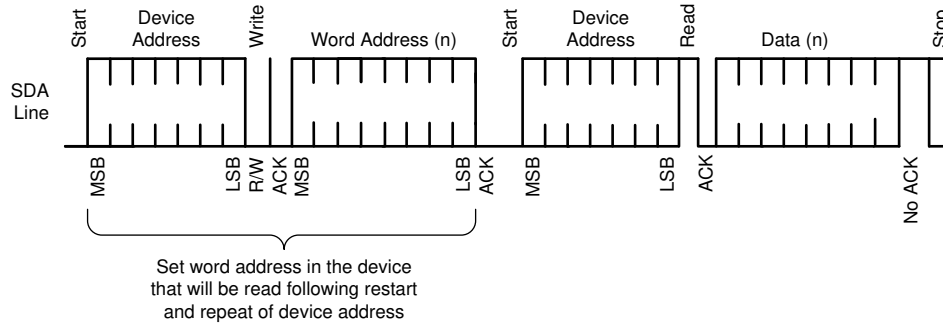 Start
Device
Address
Write
Word Address (n)
Start
Device
Address
Read
Data (n)
Stop
SDA
Line
MSB
LSB
R/W
ACK
MSB
LSB
ACK
MSB
LSB
ACK
No ACK
Set word address in the device
that will be read following restart
and repeat of device address